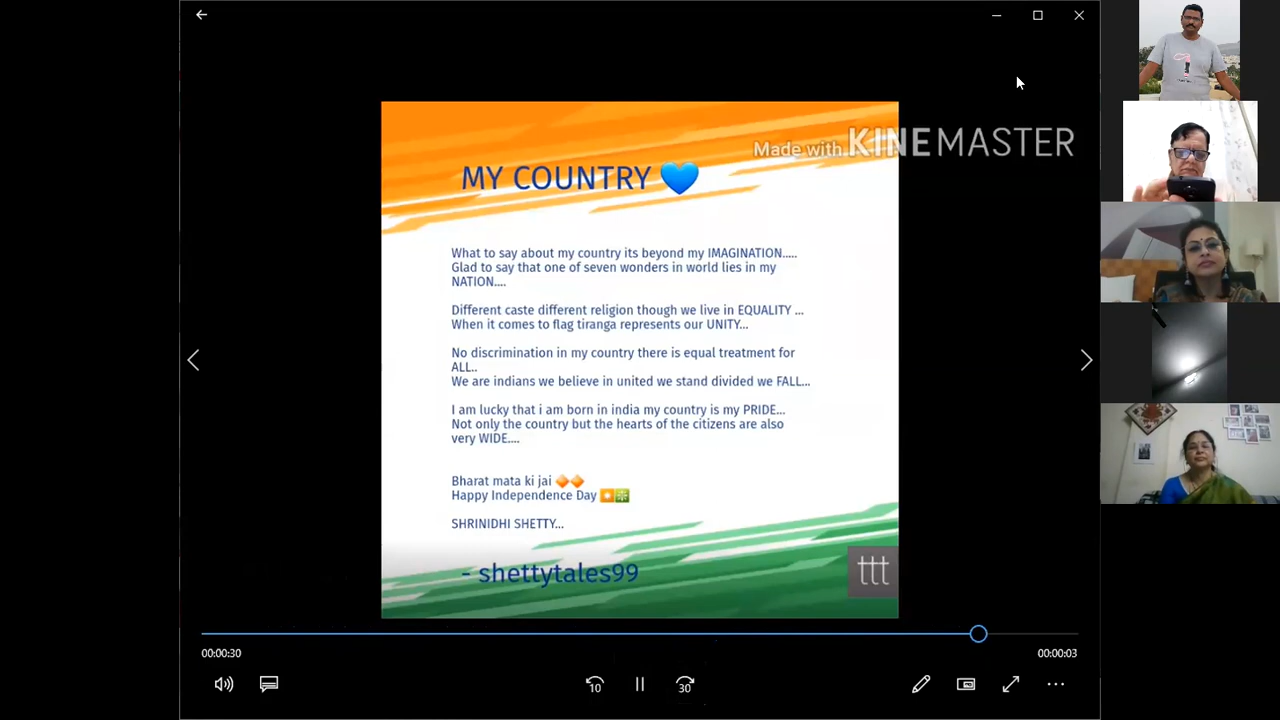 Made with KINEMASTER
MY COUNTRY 💙
What to say about my country its beyond my IMAGINATION.....
Glad to say that one of seven wonders in world lies in my
NATION....
Different caste different religion though we live in EQUALITY ...
When it comes to flag tiranga represents our UNITY...
No discrimination in my country there is equal treatment for
ALL..
We are indians we believe in united we stand divided we FALL...
I am lucky that i am born in india my country is my PRIDE...
Not only the country but the hearts of the citizens are also
very WIDE....
Bharat mata ki jai 🔶🔶
Happy Independence Day ✴️❇️
SHRINIDHI SHETTY...
- shettytales99
ttt
00:00:30
00:00:03
10
30